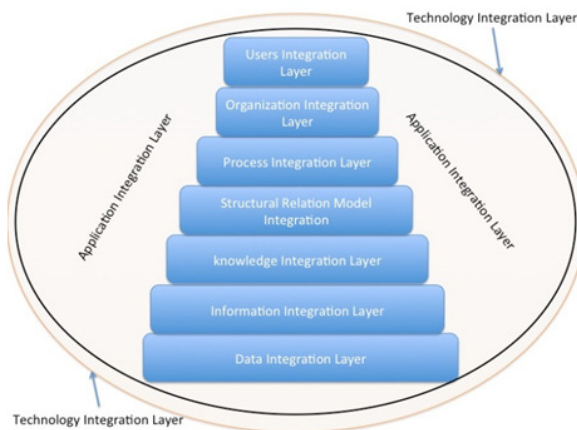 Technology Integration Layer
Users Integration
Layer
Organization Integration
Layer
Process Integration Layer
Structural Relation Model
Integration
knowledge Integration Layer
Information Integration Layer
Data Integration Layer
Application Integration Layer
Application Integration Layer
Technology Integration Layer